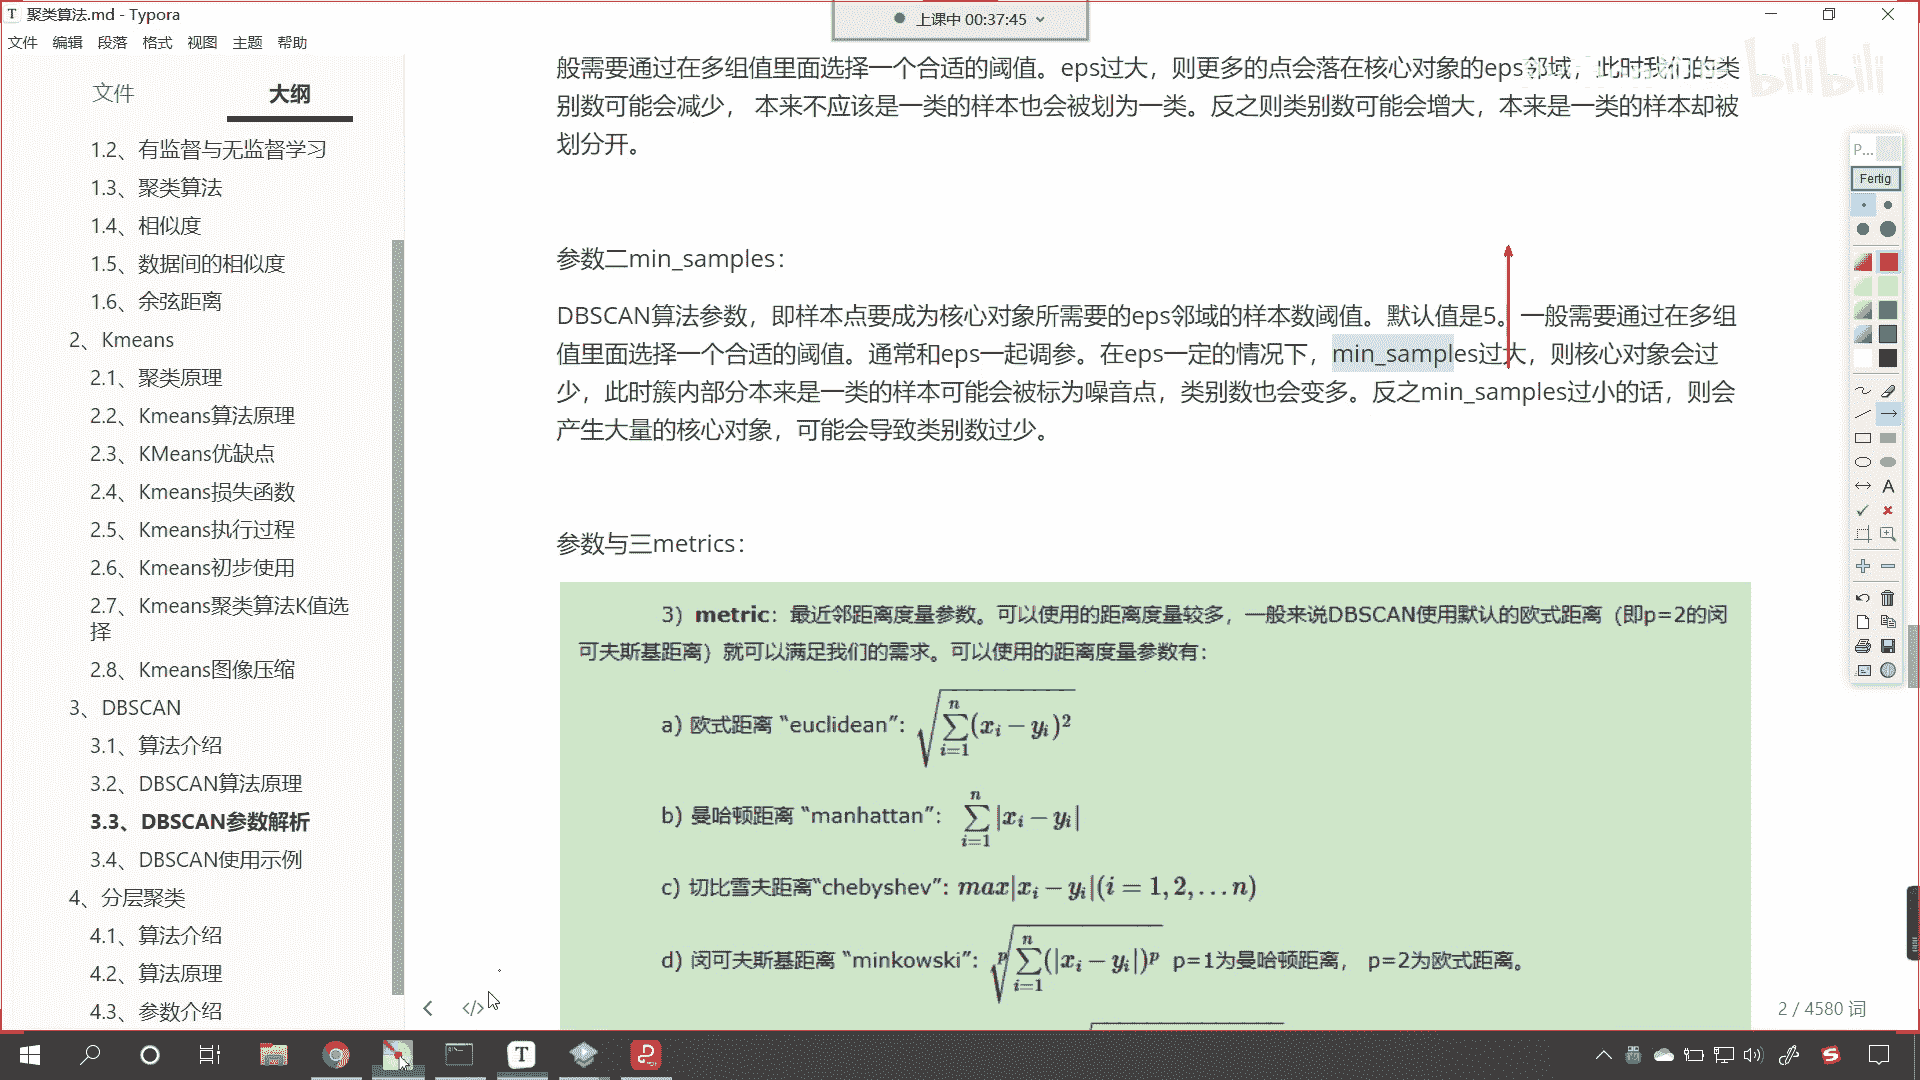 聚类算法.md - Typora
上课中 00:37:45
文件 编辑 段落 格式 视图 主题 帮助
bilibili
文件 大纲
1.2、有监督与无监督学习
1.3、聚类算法
1.4、相似度
1.5、数据间的相似度
1.6、余弦距离
2、Kmeans
2.1、聚类原理
2.2、Kmeans算法原理
2.3、KMeans优缺点
2.4、Kmeans损失函数
2.5、Kmeans执行过程
2.6、Kmeans初步使用
2.7、Kmeans聚类算法K值选
择
2.8、Kmeans图像压缩
3、DBSCAN
3.1、算法介绍
3.2、DBSCAN算法原理
3.3、DBSCAN参数解析
3.4、DBSCAN使用示例
4、分层聚类
4.1、算法介绍
4.2、算法原理
4.3、参数介绍
般需要通过在多组值里面选择一个合适的阈值。eps过大，则更多的点会落在核心对象的eps邻域，此时我们的类
别数可能会减少， 本来不应该是一类的样本也会被划为一类。反之则类别数可能会增大，本来是一类的样本却被
划分开。
参数二min_samples：
DBSCAN算法参数，即样本点要成为核心对象所需要的eps邻域的样本数阈值。默认值是5。一般需要通过在多组
值里面选择一个合适的阈值。通常和eps一起调参。在eps一定的情况下，min_samples过大，则核心对象会过
少，此时簇内部分本来是一类的样本可能会被标为噪音点，类别数也会变多。反之min_samples过小的话，则会
产生大量的核心对象，可能会导致类别数过少。
参数与三metrics：
3）metric：最近邻距离度量参数。可以使用的距离度量较多，一般来说DBSCAN使用默认的欧式距离（即p=2的闵
可夫斯基距离）就可以满足我们的需求。可以使用的距离度量参数有：
a) 欧式距离 “euclidean”: √∑_{i=1}^{n}(x_i − y_i)^2
b) 曼哈顿距离 “manhattan”: ∑_{i=1}^{n}|x_i − y_i|
c) 切比雪夫距离“chebyshev”: max|x_i − y_i|(i = 1, 2, … n)
d) 闵可夫斯基距离 “minkowski”: p√∑_{i=1}^{n}(|x_i − y_i|)^p p=1为曼哈顿距离， p=2为欧式距离。
2 / 4580 词
P...
Fertig